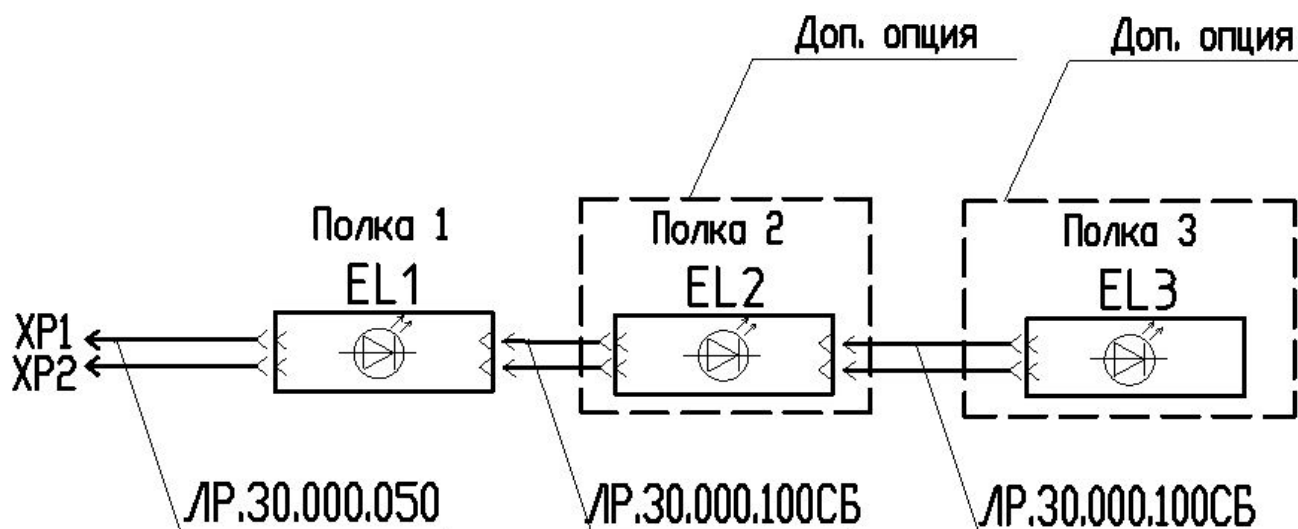 Доп. опция
Доп. опция
Полка 1
Полка 2
Полка 3
EL1
EL2
EL3
XP1
XP2
ЛР.30.000.050
ЛР.30.000.100СБ
ЛР.30.000.100СБ